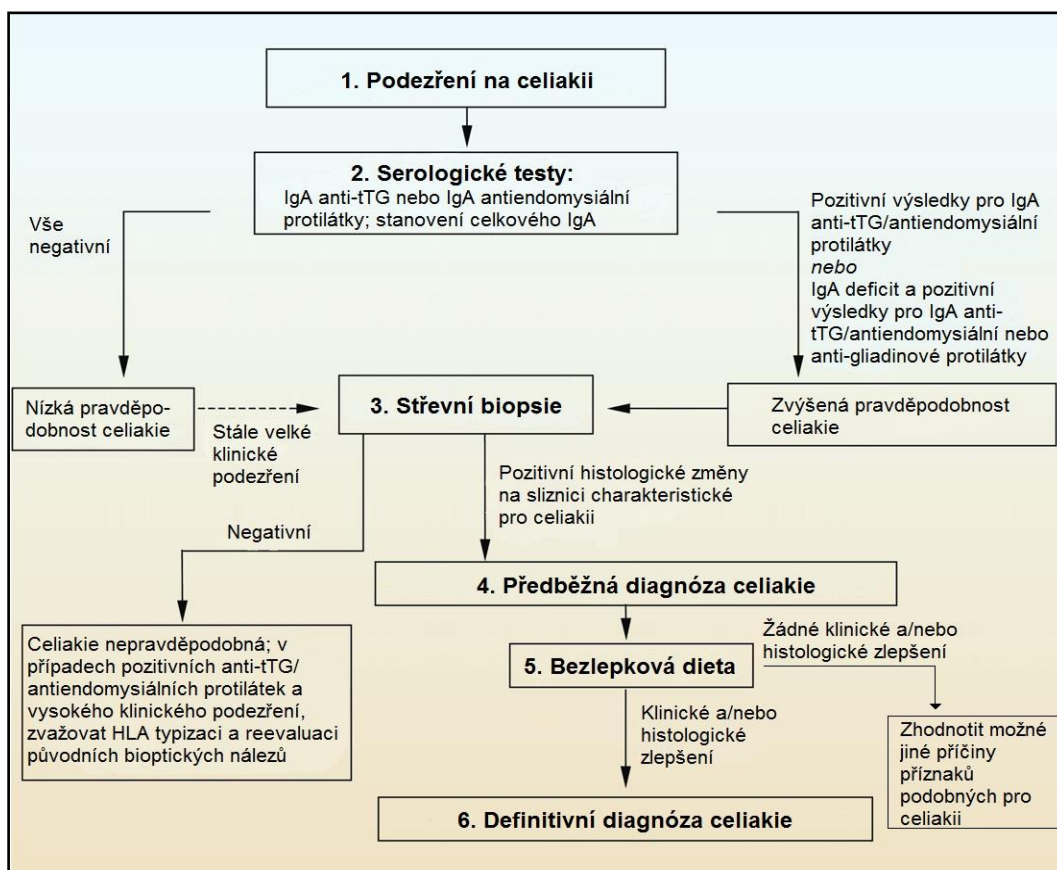 1. Podezření na celiakii
2. Serologické testy:
IgA anti-tTG nebo IgA antiendomysiální
protilátky; stanovení celkového IgA
Vše
negativní
Pozitivní výsledky pro IgA
anti-tTG/antiendomysiální
protilátky
nebo
IgA deficit a pozitivní
výsledky pro IgA anti-
tTG/antiendomysiální nebo
anti-gliadinové protilátky
Nízká pravděpo-
dobnost celiakie
Stále velké
klinické
podezření
3. Střevní biopsie
Zvýšená pravděpodobnost
celiakie
Pozitivní histologické změny
na sliznici charakteristické
pro celiakii
Negativní
4. Předběžná diagnóza celiakie
Celiakie nepravděpodobná; v
případech pozitivních anti-tTG/
antiendomysiálních protilátek a
vysokého klinického podezření,
zvažovat HLA typizaci a reevaluaci
původních bioptických nálezů
5. Bezlepková dieta
Žádné klinické a/nebo
histologické zlepšení
Klinické a/nebo
histologické
zlepšení
Zhodnotit možné
jiné příčiny
příznaků
podobných pro
celiakii
6. Definitivní diagnóza celiakie